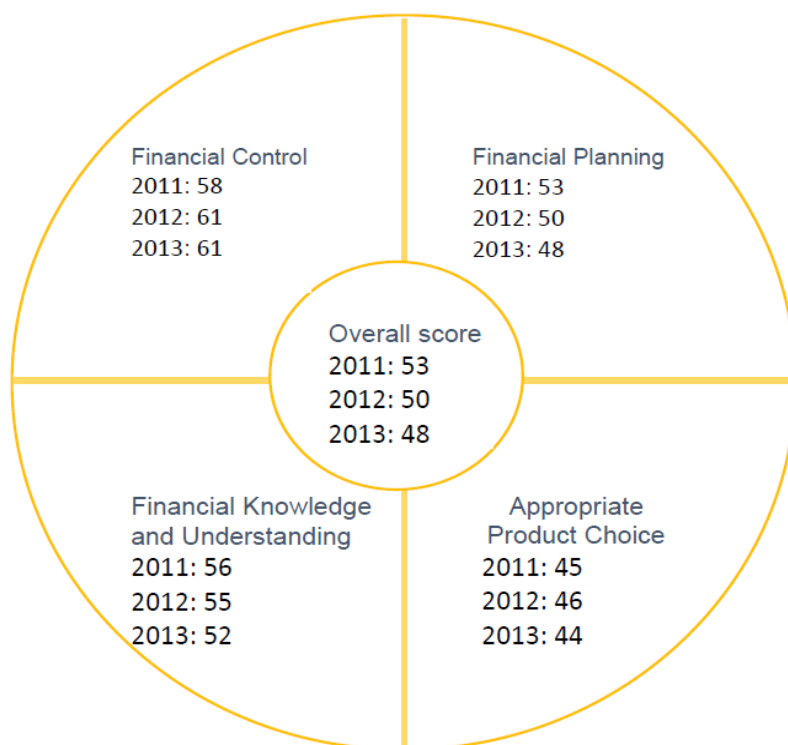 Financial Control
2011: 58
2012: 61
2013: 61
Financial Planning
2011: 53
2012: 50
2013: 48
Overall score
2011: 53
2012: 50
2013: 48
Financial Knowledge
and Understanding
2011: 56
2012: 55
2013: 52
Appropriate
Product Choice
2011: 45
2012: 46
2013: 44